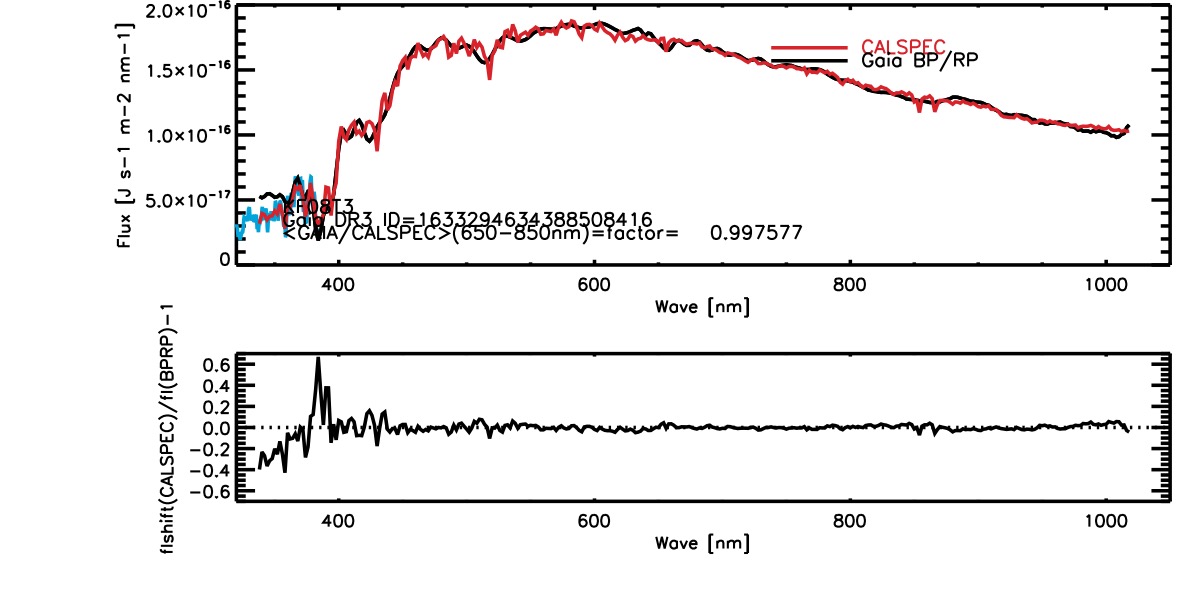 2.0×10⁻¹⁶
1.5×10⁻¹⁶
1.0×10⁻¹⁶
5.0×10⁻¹⁷
0
Flux [J s-1 m-2 nm-1]
CALSPEC
Gaia BP/RP
KF08T3
Gaia DR3 ID=1633294634388508416
<GAIA/CALSPEC>(650-850nm)=factor= 0.997577
400 600 800 1000
Wave [nm]
flshift(CALSPEC)/fl(BPRP)-1
0.6
0.4
0.2
0.0
-0.2
-0.4
-0.6
400 600 800 1000
Wave [nm]